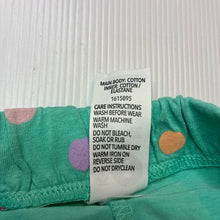 MAIN BODY: COTTON
INNER: COTTON /
ELASTANE
1615895
CARE INSTRUCTIONS
WASH BEFORE WEAR
WARM MACHINE
WASH
DO NOT BLEACH,
SOAK OR RUB
DO NOT TUMBLE DRY
WARM IRON ON
REVERSE SIDE
DO NOT DRYCLEAN